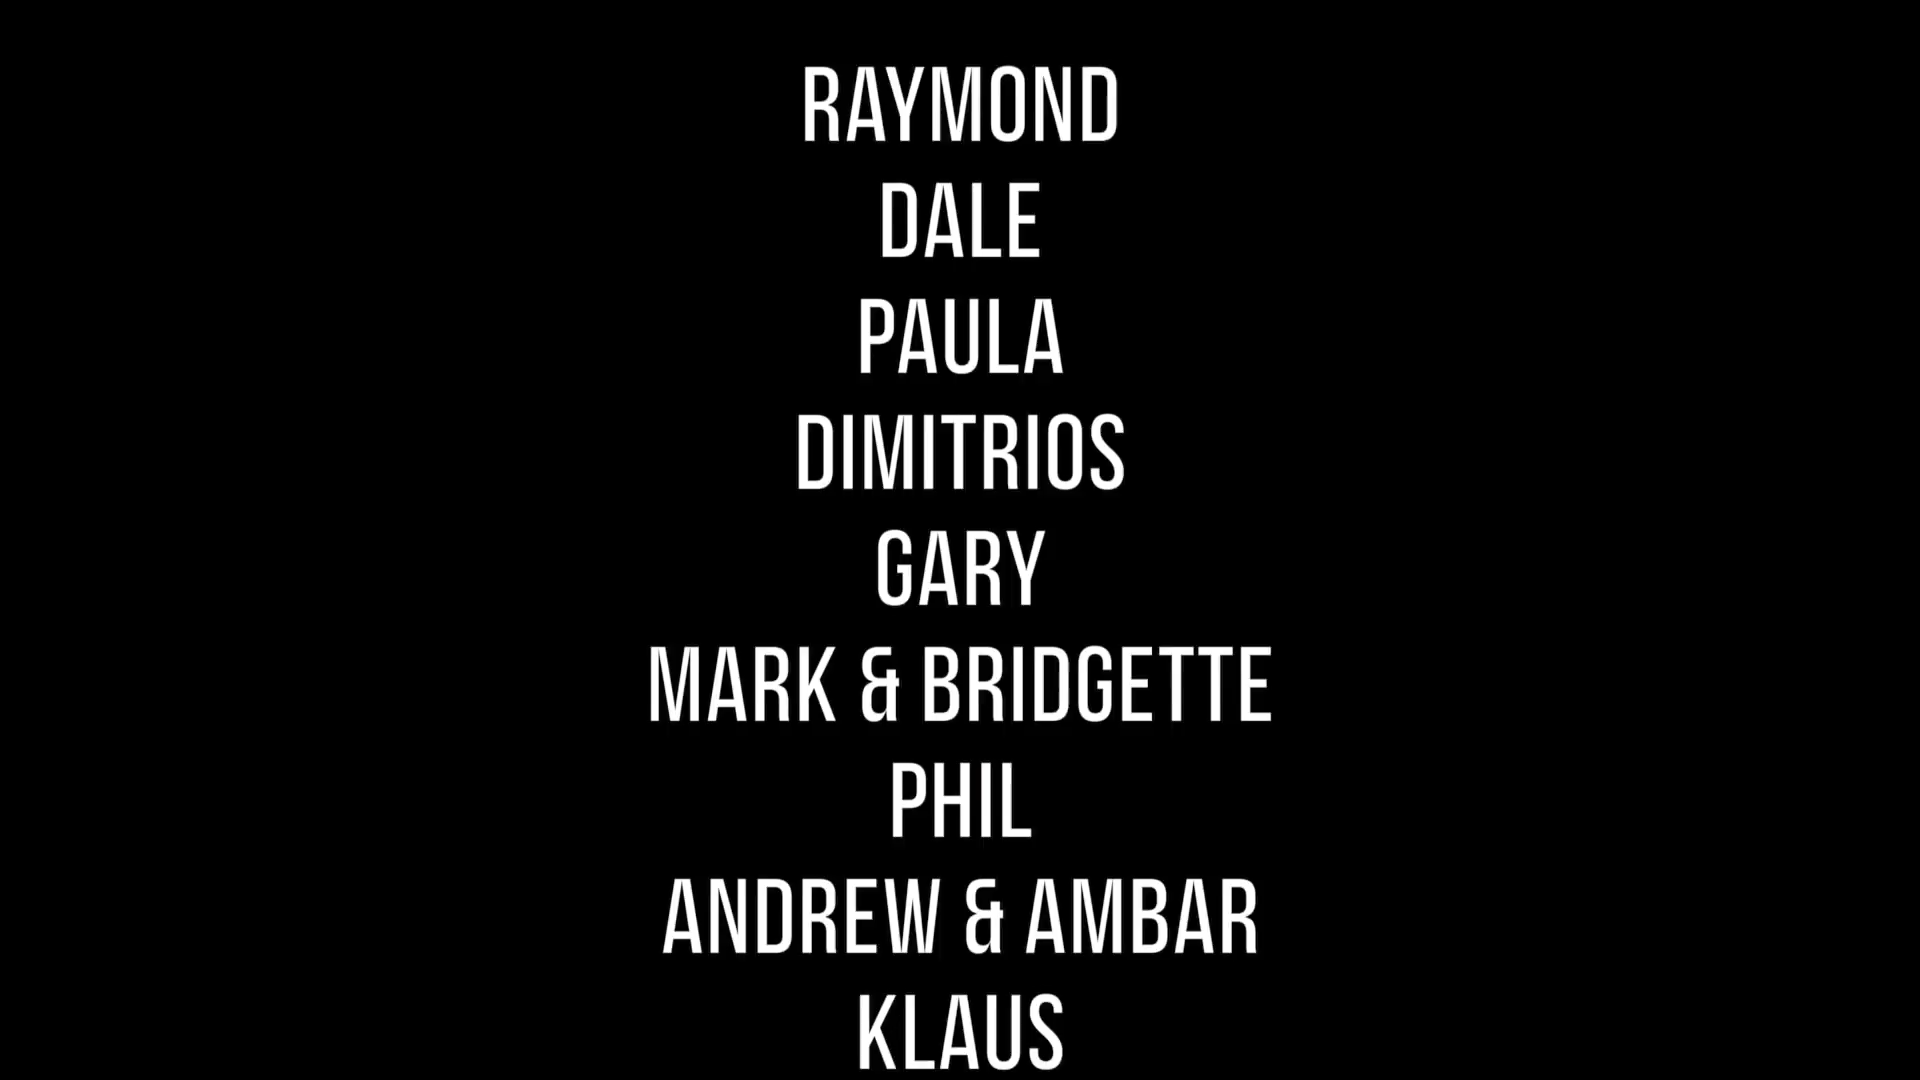 RAYMOND
DALE
PAULA
DIMITRIOS
GARY
MARK & BRIDGETTE
PHIL
ANDREW & AMBAR
KLAUS